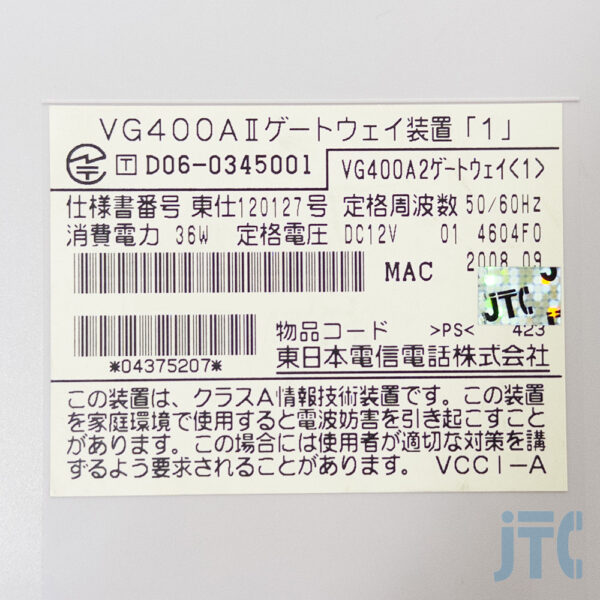 VG400AⅡゲートウェイ装置「1」
T D06-0345001 VG400A2ゲートウェイ<1>
仕様書番号 東仕120127号 定格周波数 50/60Hz
消費電力 36W 定格電圧 DC12V 01 4604F0
MAC 2008.09
JTC
物品コード >PS< 423
*04375207* 東日本電信電話株式会社
この装置は、クラスA情報技術装置です。この装置
を家庭環境で使用すると電波妨害を引き起こすこと
があります。この場合には使用者が適切な対策を講
ずるよう要求されることがあります。 VCCI-A
JTC